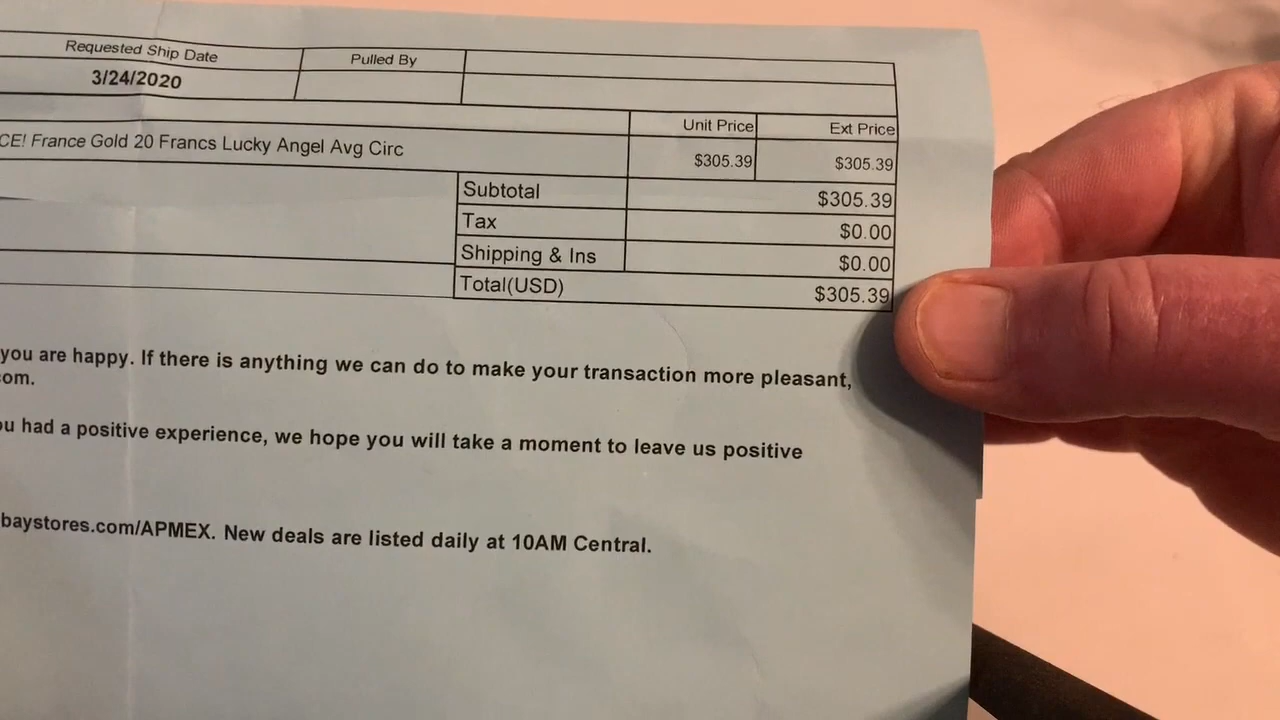 Requested Ship Date
Pulled By
3/24/2020
Unit Price
Ext Price
CE! France Gold 20 Francs Lucky Angel Avg Circ
$305.39
$305.39
Subtotal
$305.39
Tax
$0.00
Shipping & Ins
$0.00
Total(USD)
$305.39
you are happy. If there is anything we can do to make your transaction more pleasant,
om.
ou had a positive experience, we hope you will take a moment to leave us positive
baystores.com/APMEX. New deals are listed daily at 10AM Central.